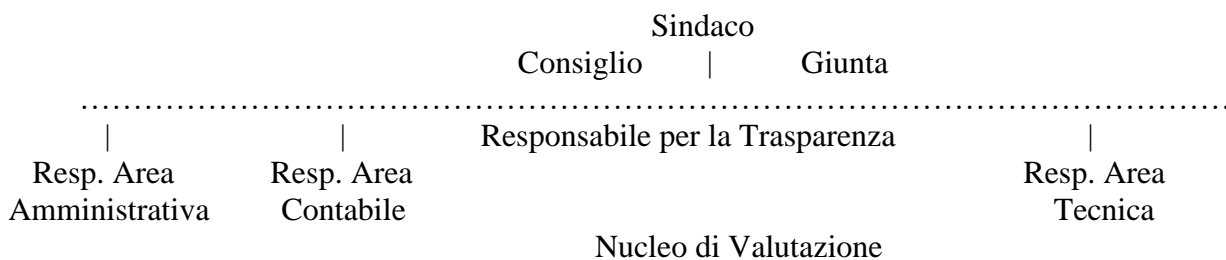 Sindaco
Consiglio | Giunta
…………………………………………………………………………………………………
| | Responsabile per la Trasparenza |
Resp. Area Resp. Area Resp. Area
Amministrativa Contabile Tecnica
Nucleo di Valutazione